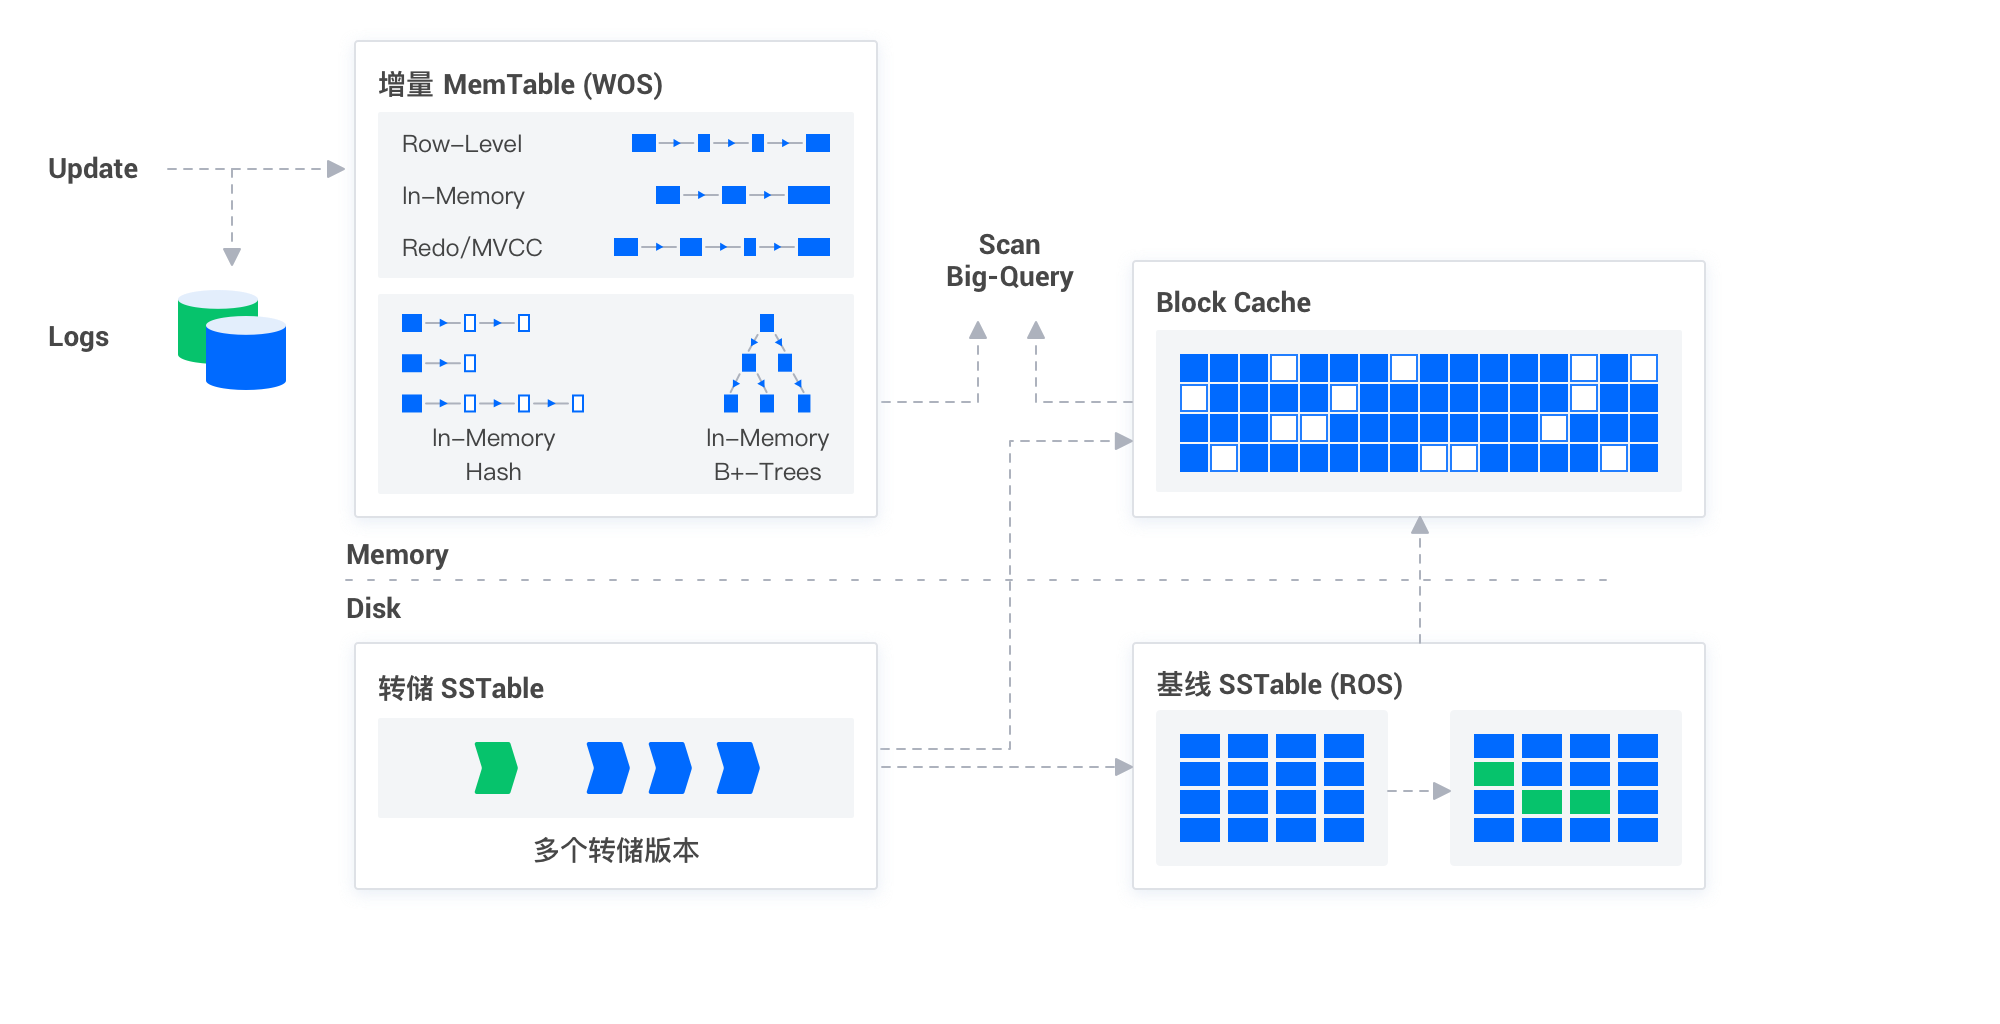 增量 MemTable (WOS)
Row–Level
In–Memory
Redo/MVCC
In–Memory
Hash
In–Memory
B+–Trees
Update
Logs
Scan
Big-Query
Block Cache
Memory
Disk
转储 SSTable
多个转储版本
基线 SSTable (ROS)